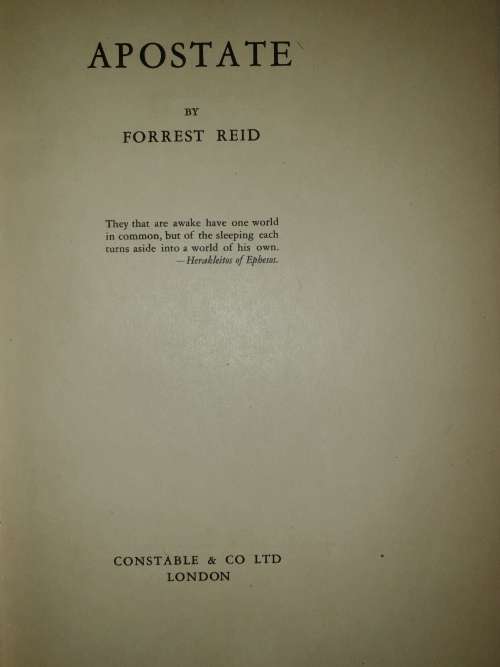 APOSTATE
BY
FORREST REID
They that are awake have one world
in common, but of the sleeping each
turns aside into a world of his own.
—Herakleitos of Ephesos.
CONSTABLE & CO LTD
LONDON